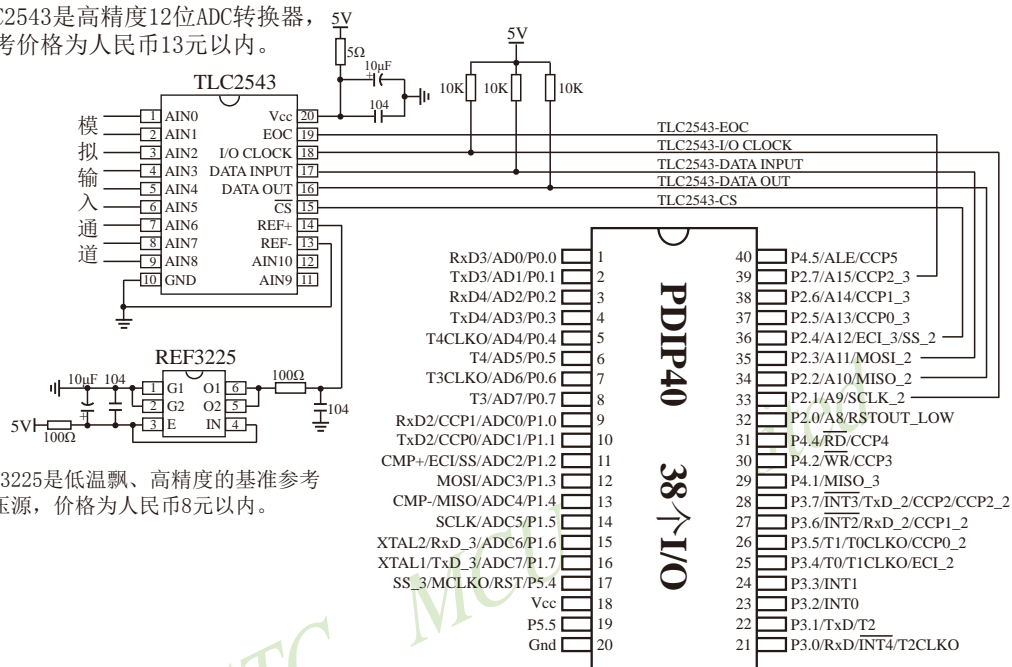 C2543是高精度12位ADC转换器,
考价格为人民币13元以内。
5V
5Ω
10μF
104
5V
10K
10K
10K
TLC2543
模拟输入通道
1 AIN0
2 AIN1
3 AIN2
4 AIN3
5 AIN4
6 AIN5
7 AIN6
8 AIN7
9 AIN8
10 GND
Vcc 20
EOC 19
I/O CLOCK 18
DATA INPUT 17
DATA OUT 16
CS 15
REF+ 14
REF- 13
AIN10 12
AIN9 11
TLC2543-EOC
TLC2543-I/O CLOCK
TLC2543-DATA INPUT
TLC2543-DATA OUT
TLC2543-CS
REF3225
10μF 104
1 G1
2 G2
3 E
O1 6
O2 5
IN 4
100Ω
104
5V
100Ω
3225是低温飘、高精度的基准参考
压源,价格为人民币8元以内。
PDIP40 38个I/O
RxD3/AD0/P0.0 1
TxD3/AD1/P0.1 2
RxD4/AD2/P0.2 3
TxD4/AD3/P0.3 4
T4CLKO/AD4/P0.4 5
T4/AD5/P0.5 6
T3CLKO/AD6/P0.6 7
T3/AD7/P0.7 8
RxD2/CCP1/ADC0/P1.0 9
TxD2/CCP0/ADC1/P1.1 10
CMP+/ECI/SS/ADC2/P1.2 11
MOSI/ADC3/P1.3 12
CMP-/MISO/ADC4/P1.4 13
SCLK/ADC5/P1.5 14
XTAL2/RxD_3/ADC6/P1.6 15
XTAL1/TxD_3/ADC7/P1.7 16
SS_3/MCLKO/RST/P5.4 17
Vcc 18
P5.5 19
Gnd 20
40 P4.5/ALE/CCP5
39 P2.7/A15/CCP2_3
38 P2.6/A14/CCP1_3
37 P2.5/A13/CCP0_3
36 P2.4/A12/ECI_3/SS_2
35 P2.3/A11/MOSI_2
34 P2.2/A10/MISO_2
33 P2.1/A9/SCLK_2
32 P2.0/A8/RSTOUT_LOW
31 P4.4/RD/CCP4
30 P4.2/WR/CCP3
29 P4.1/MISO_3
28 P3.7/INT3/TxD_2/CCP2/CCP2_2
27 P3.6/INT2/RxD_2/CCP1_2
26 P3.5/T1/T0CLKO/CCP0_2
25 P3.4/T0/T1CLKO/ECI_2
24 P3.3/INT1
23 P3.2/INT0
22 P3.1/TxD/T2
21 P3.0/RxD/INT4/T2CLKO
MCU